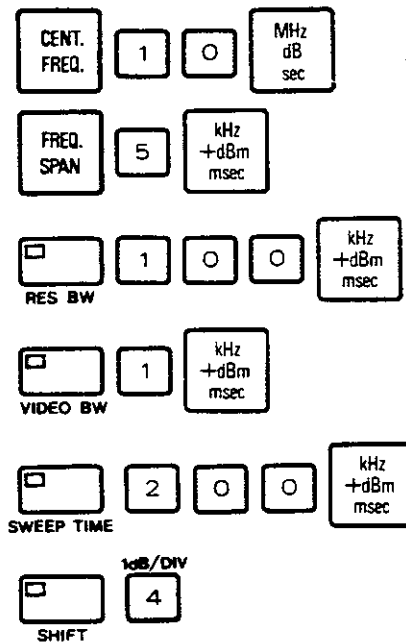 CENT.
FREQ.
1 0
MHz
dB
sec
FREQ.
SPAN
5
kHz
+dBm
msec
RES BW
1 0 0
kHz
+dBm
msec
VIDEO BW
1
kHz
+dBm
msec
SWEEP TIME
2 0 0
kHz
+dBm
msec
SHIFT
1dB/DIV
4